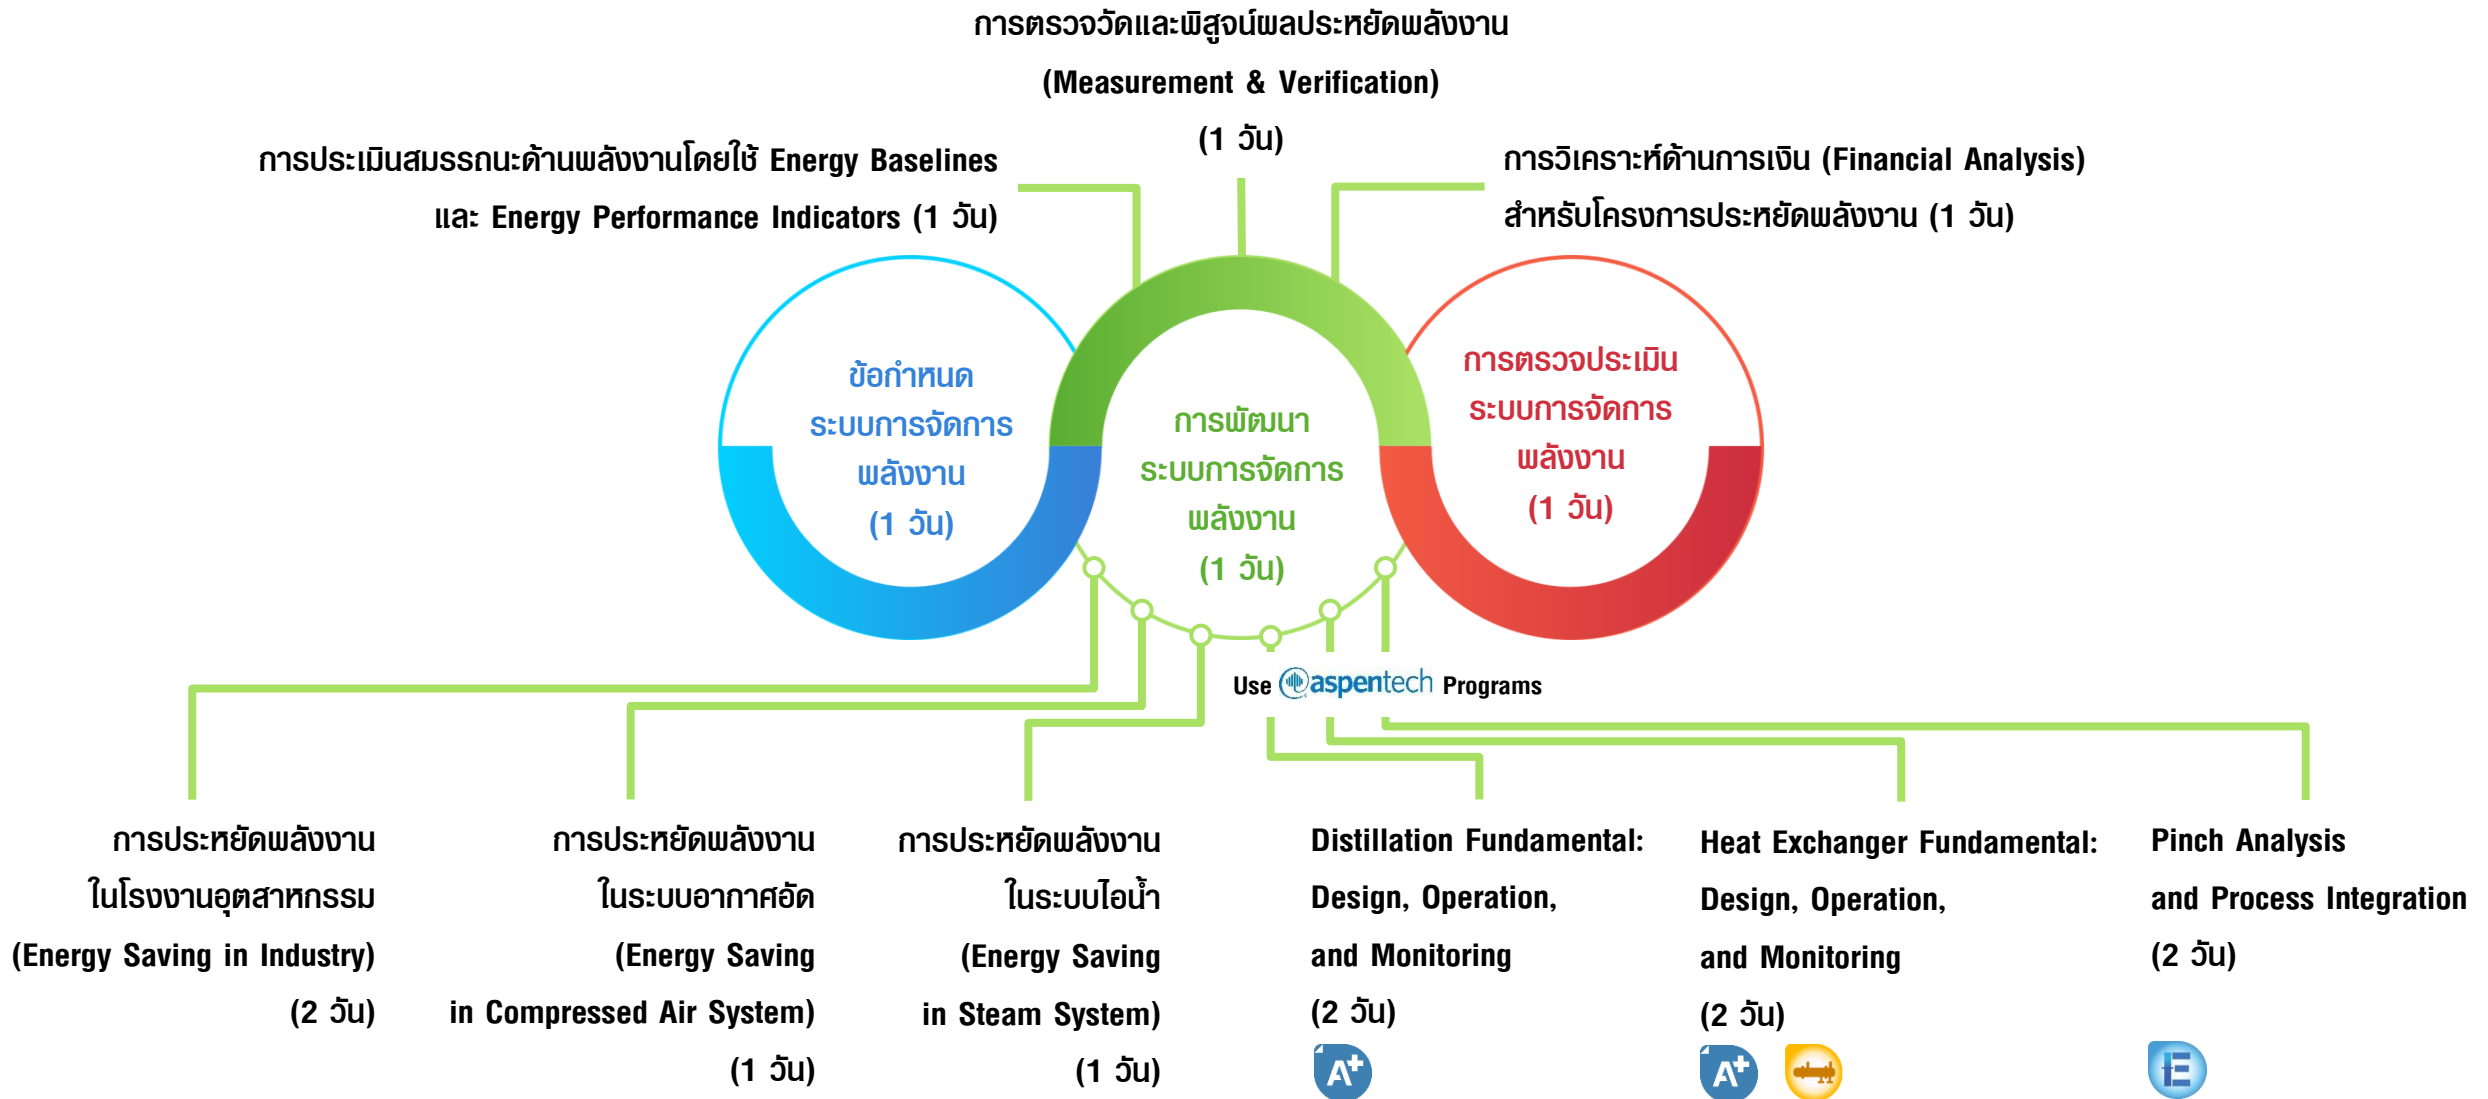 การตรวจวัดและพิสูจน์ผลประหยัดพลังงาน
(Measurement & Verification)
(1 วัน)
การประเมินสมรรถนะด้านพลังงานโดยใช้ Energy Baselines
และ Energy Performance Indicators (1 วัน)
การวิเคราะห์ด้านการเงิน (Financial Analysis)
สำหรับโครงการประหยัดพลังงาน (1 วัน)
ข้อกำหนด
ระบบการจัดการ
พลังงาน
(1 วัน)
การพัฒนา
ระบบการจัดการ
พลังงาน
(1 วัน)
การตรวจประเมิน
ระบบการจัดการ
พลังงาน
(1 วัน)
Use aspentech Programs
การประหยัดพลังงาน
ในโรงงานอุตสาหกรรม
(Energy Saving in Industry)
(2 วัน)
การประหยัดพลังงาน
ในระบบอากาศอัด
(Energy Saving
in Compressed Air System)
(1 วัน)
การประหยัดพลังงาน
ในระบบไอน้ำ
(Energy Saving
in Steam System)
(1 วัน)
Distillation Fundamental:
Design, Operation,
and Monitoring
(2 วัน)
A+
Heat Exchanger Fundamental:
Design, Operation,
and Monitoring
(2 วัน)
A+
Pinch Analysis
and Process Integration
(2 วัน)
E